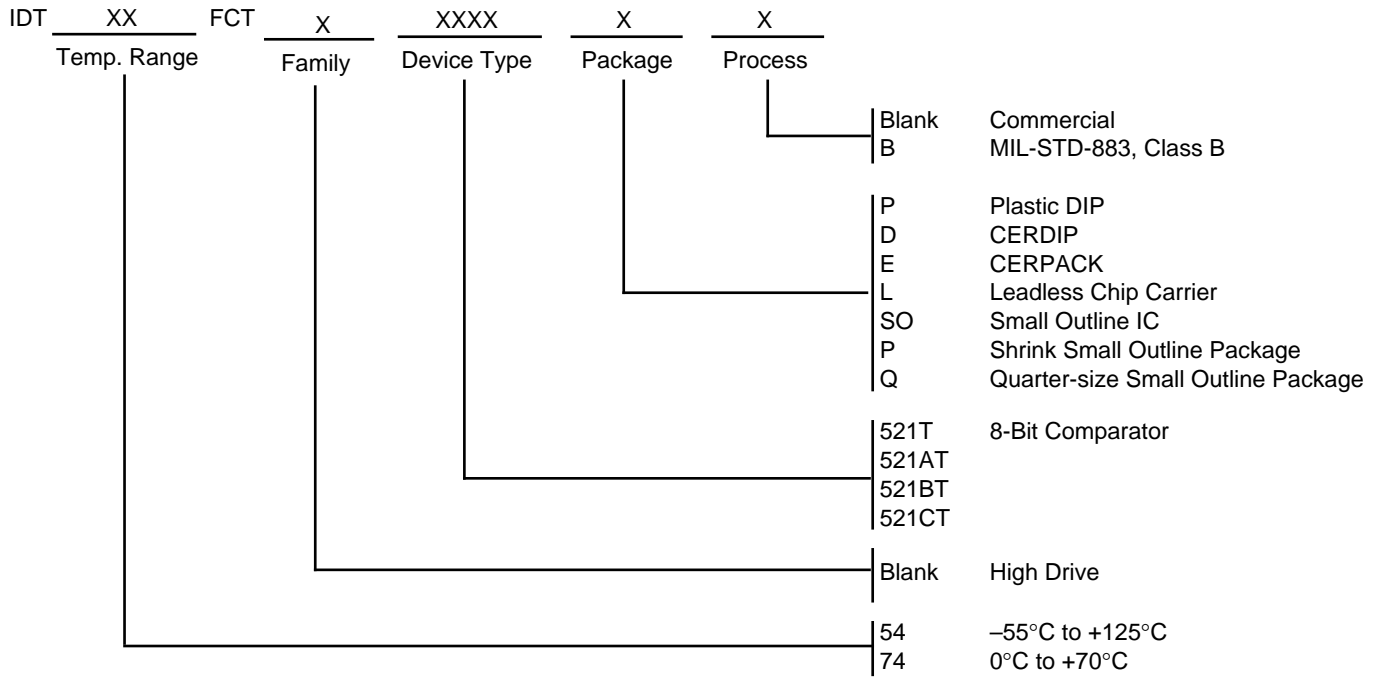 IDT XX FCT X XXXX X X
Temp. Range Family Device Type Package Process
Blank Commercial
B MIL-STD-883, Class B
P Plastic DIP
D CERDIP
E CERPACK
L Leadless Chip Carrier
SO Small Outline IC
P Shrink Small Outline Package
Q Quarter-size Small Outline Package
521T 8-Bit Comparator
521AT
521BT
521CT
Blank High Drive
54 –55°C to +125°C
74 0°C to +70°C